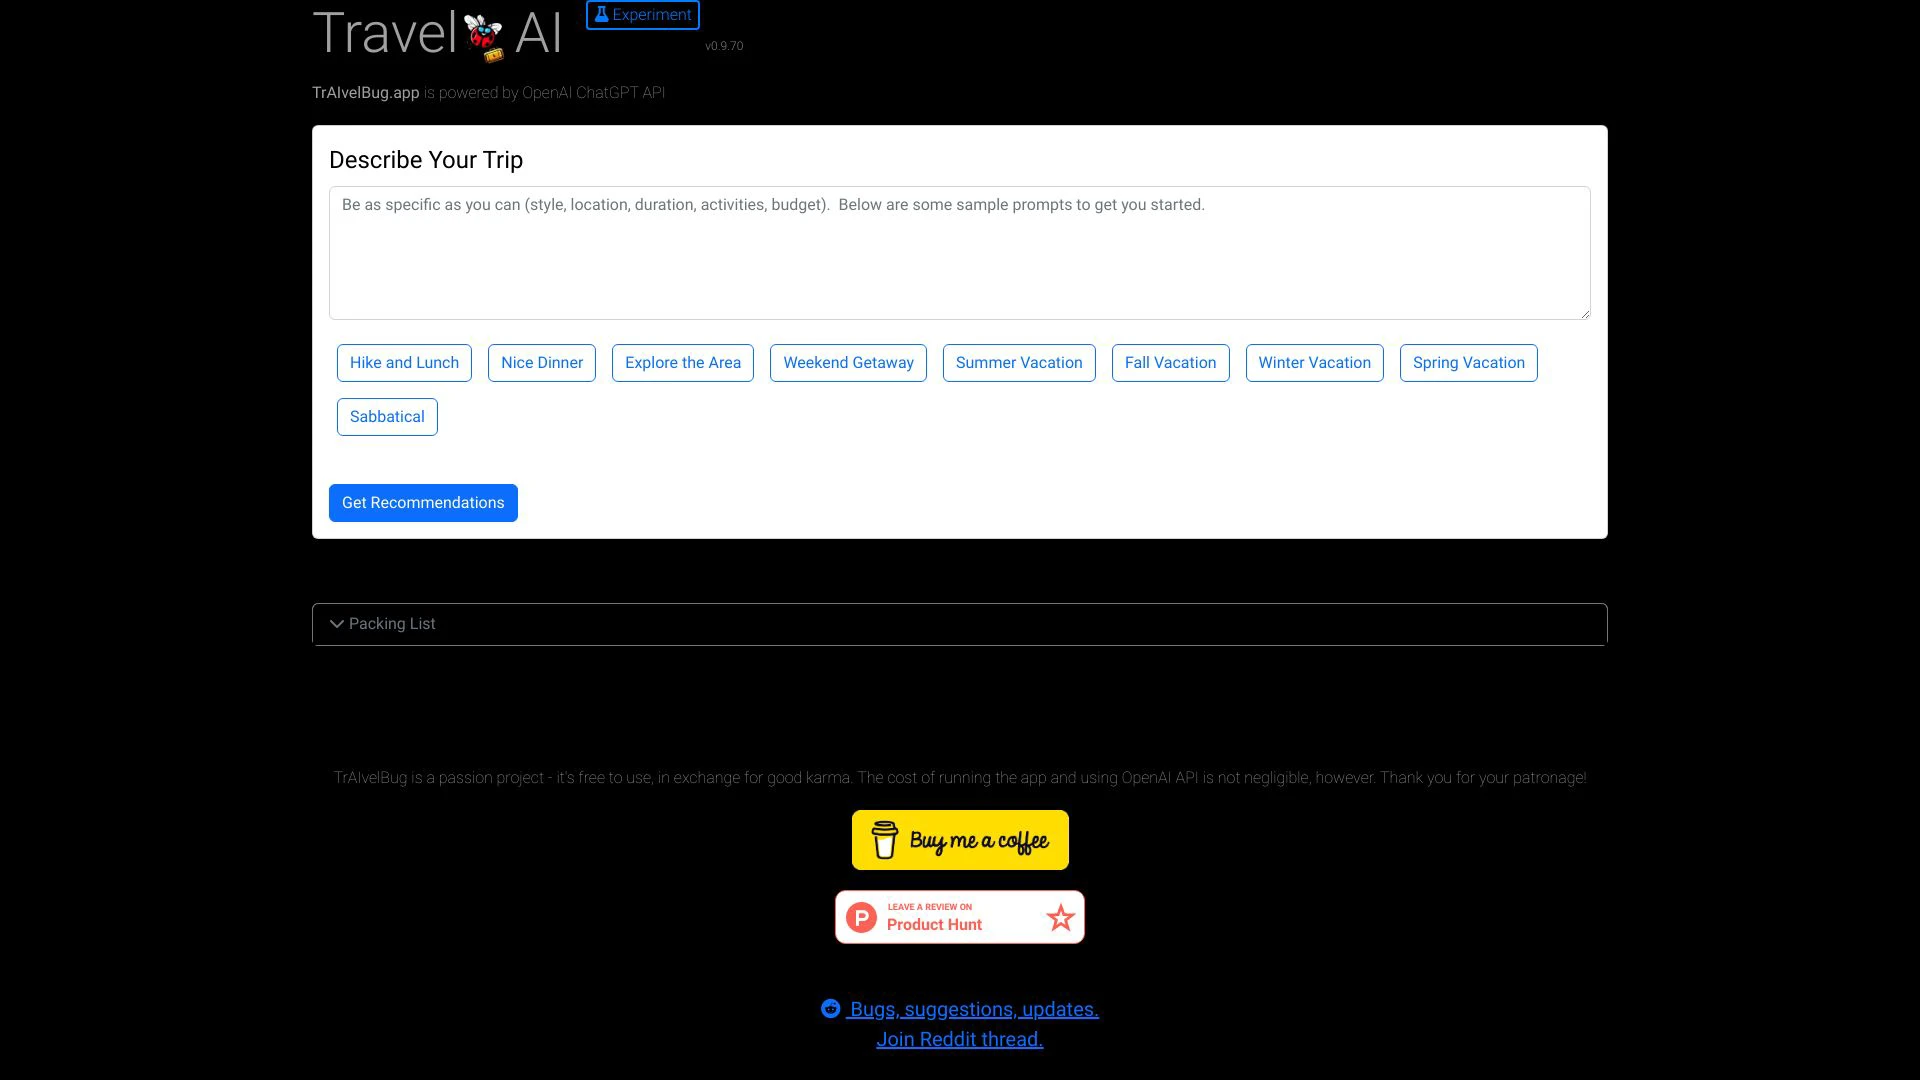 Travel AI
Experiment
v0.9.70
TrAIvelBug.app is powered by OpenAI ChatGPT API
Describe Your Trip
Be as specific as you can (style, location, duration, activities, budget).  Below are some sample prompts to get you started.
Hike and Lunch
Nice Dinner
Explore the Area
Weekend Getaway
Summer Vacation
Fall Vacation
Winter Vacation
Spring Vacation
Sabbatical
Get Recommendations
Packing List
TrAIvelBug is a passion project - it's free to use, in exchange for good karma. The cost of running the app and using OpenAI API is not negligible, however. Thank you for your patronage!
Buy me a coffee
LEAVE A REVIEW ON
Product Hunt
Bugs, suggestions, updates.
Join Reddit thread.